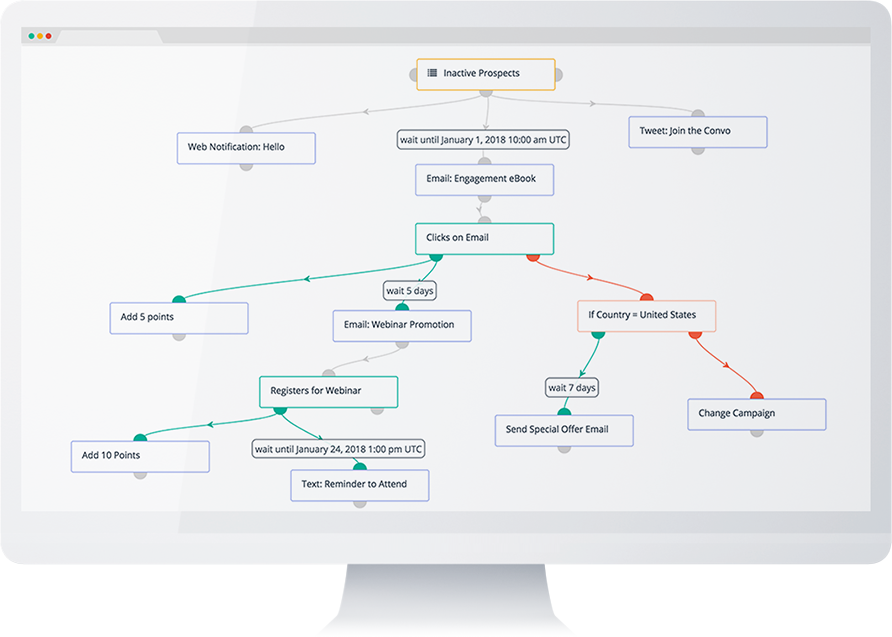 Inactive Prospects
Web Notification: Hello
wait until January 1, 2018 10:00 am UTC
Tweet: Join the Convo
Email: Engagement eBook
Clicks on Email
Add 5 points
wait 5 days
Email: Webinar Promotion
If Country = United States
Registers for Webinar
wait 7 days
Send Special Offer Email
Change Campaign
Add 10 Points
wait until January 24, 2018 1:00 pm UTC
Text: Reminder to Attend